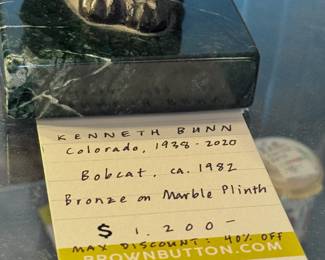 KENNETH BUNN
Colorado, 1938-2020
Bobcat, ca. 1982
Bronze on Marble Plinth
$ 1,200-
MAX DISCOUNT: 40% OFF
BROWNBUTTON.COM